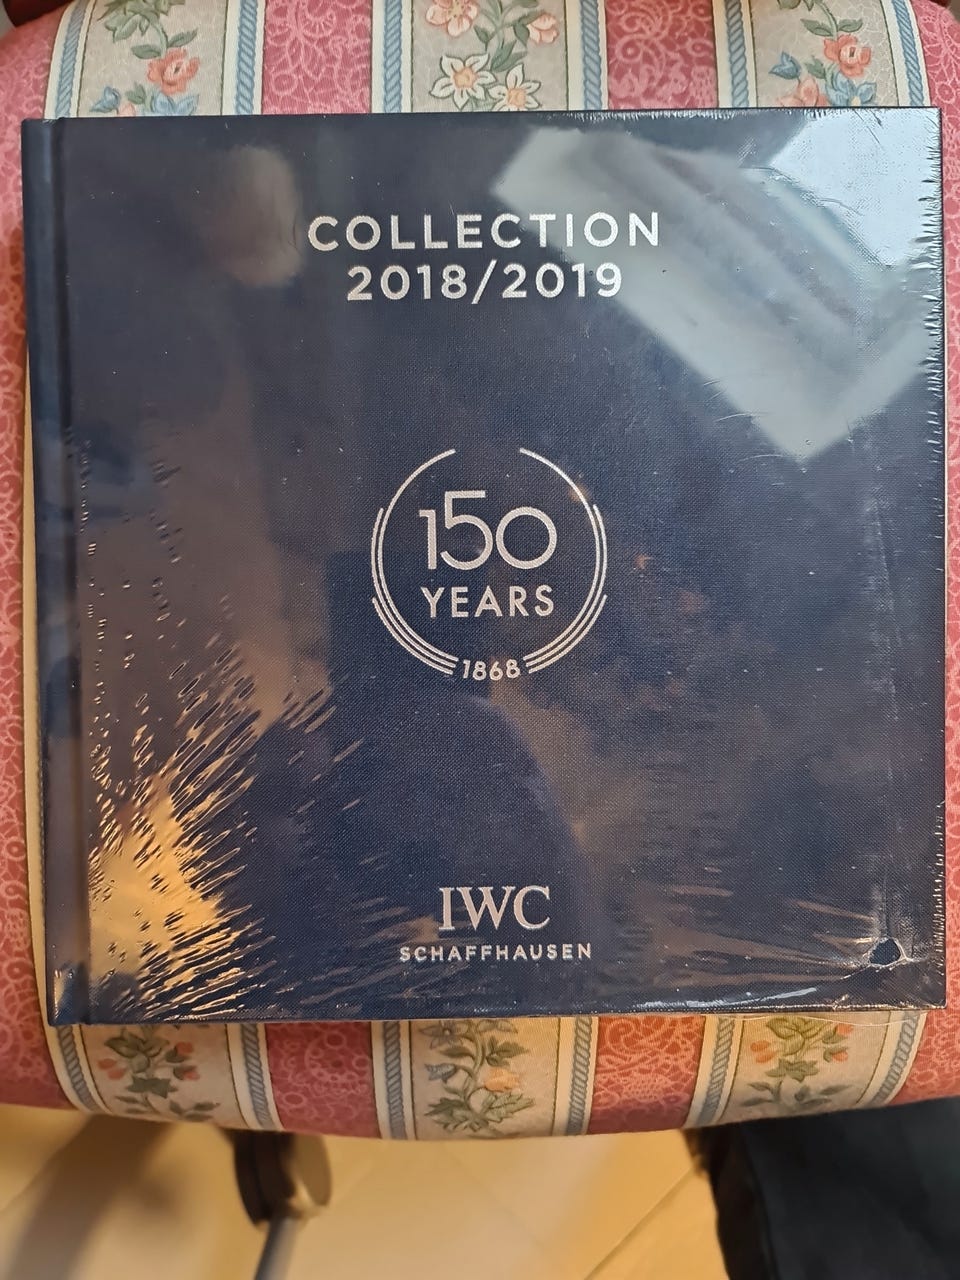 COLLECTION
2018/2019
150
YEARS
1868
IWC
SCHAFFHAUSEN